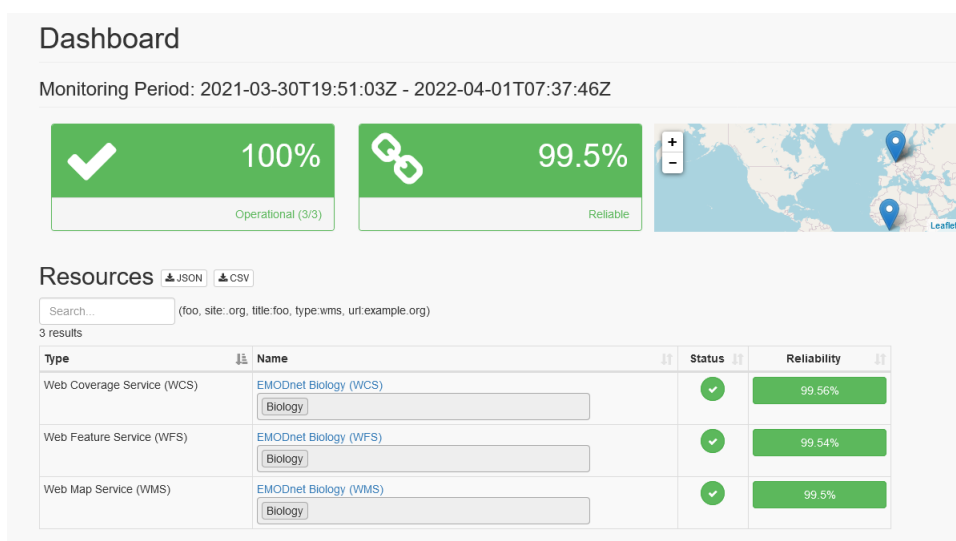 Dashboard
Monitoring Period: 2021-03-30T19:51:03Z - 2022-04-01T07:37:46Z
100%
Operational (3/3)
99.5%
Reliable
+
-
Leaflet
Resources JSON CSV
Search... (foo, site:.org, title:foo, type:wms, url:example.org)
3 results
Type Name Status Reliability
Web Coverage Service (WCS) EMODnet Biology (WCS) 99.56%
Biology
Web Feature Service (WFS) EMODnet Biology (WFS) 99.54%
Biology
Web Map Service (WMS) EMODnet Biology (WMS) 99.5%
Biology